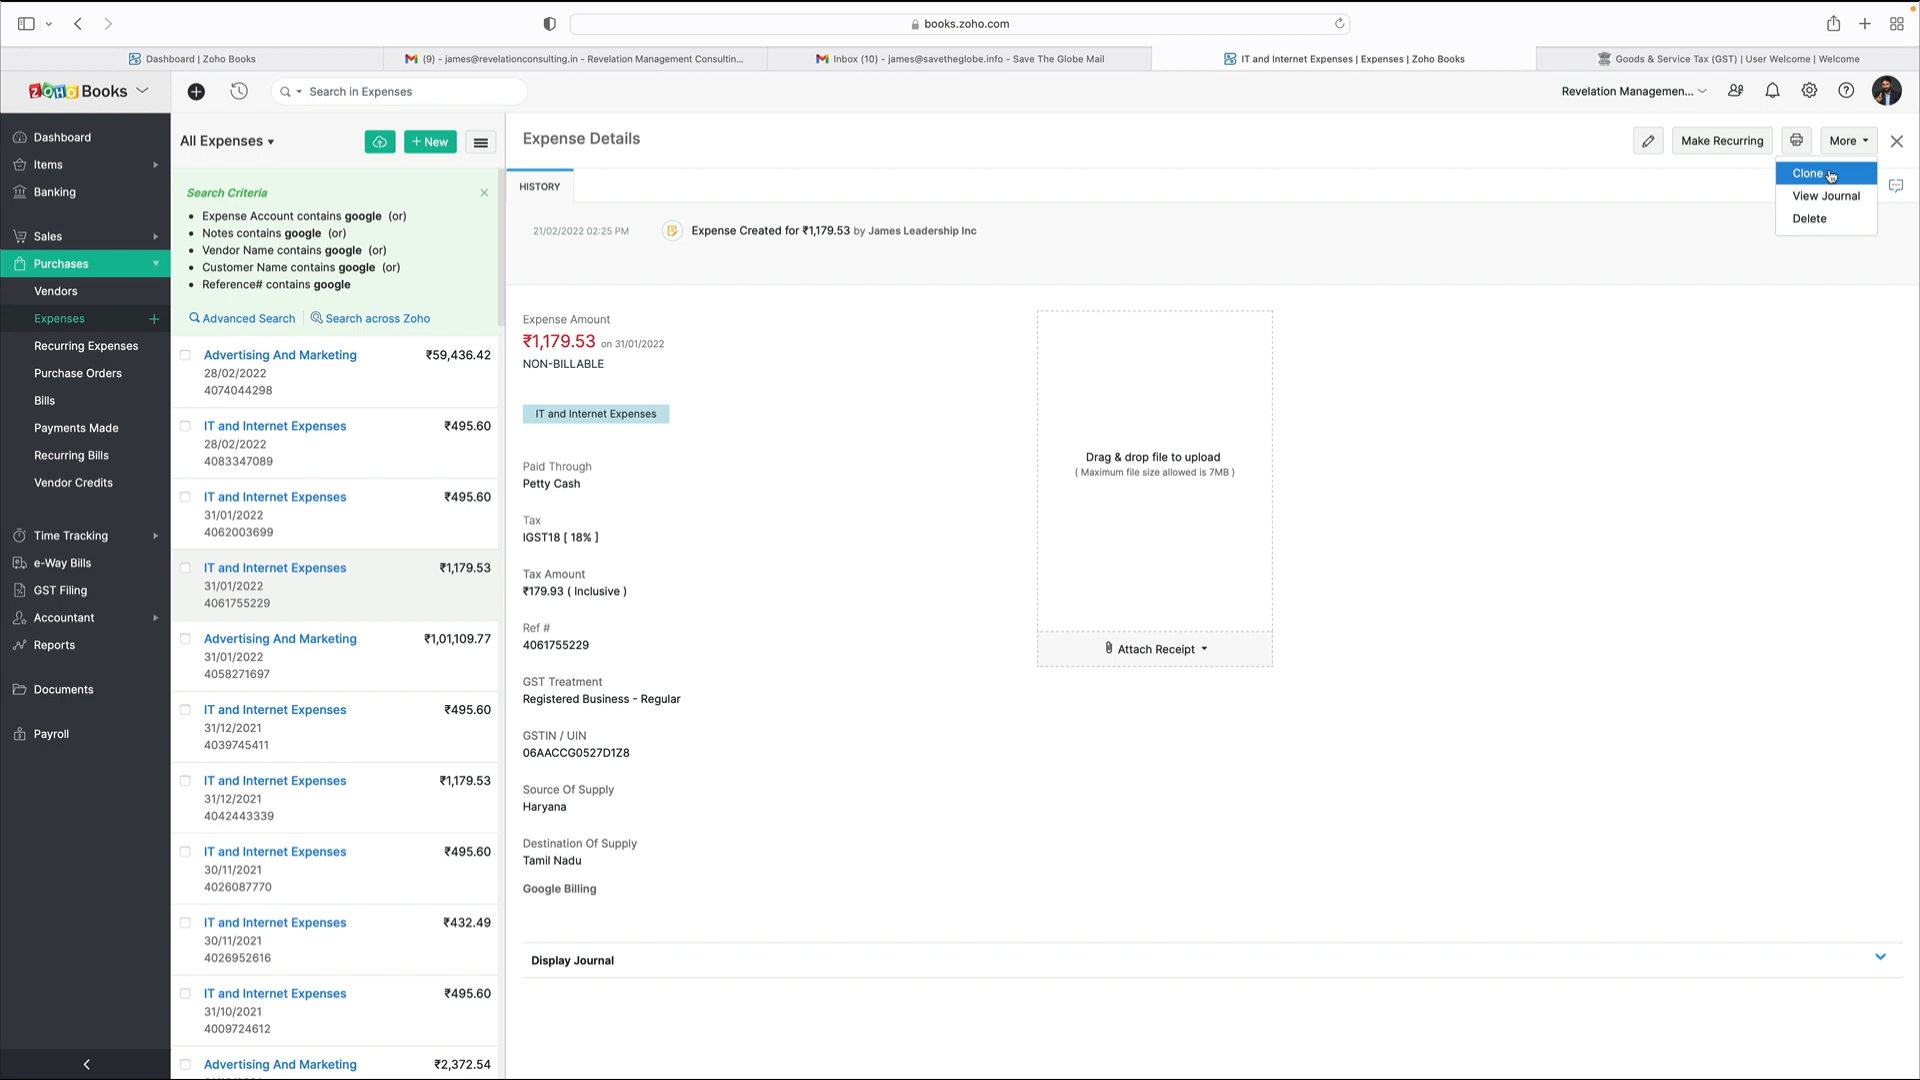 books.zoho.com
Dashboard | Zoho Books
(9) - james@revelationconsulting.in - Revelation Management Consultin...
Inbox (10) - james@savetheglobe.info - Save The Globe Mail
IT and Internet Expenses | Expenses | Zoho Books
Goods & Service Tax (GST) | User Welcome | Welcome
ZOHO Books
Search in Expenses
Revelation Managemen...
Dashboard
Items
Banking
Sales
Purchases
Vendors
Expenses
Recurring Expenses
Purchase Orders
Bills
Payments Made
Recurring Bills
Vendor Credits
Time Tracking
e-Way Bills
GST Filing
Accountant
Reports
Documents
Payroll
All Expenses
+ New
Search Criteria
• Expense Account contains google (or)
• Notes contains google (or)
• Vendor Name contains google (or)
• Customer Name contains google (or)
• Reference# contains google
Advanced Search
Search across Zoho
Advertising And Marketing ₹59,436.42
28/02/2022
4074044298
IT and Internet Expenses ₹495.60
28/02/2022
4083347089
IT and Internet Expenses ₹495.60
31/01/2022
4062003699
IT and Internet Expenses ₹1,179.53
31/01/2022
4061755229
Advertising And Marketing ₹1,01,109.77
31/01/2022
4058271697
IT and Internet Expenses ₹495.60
31/12/2021
4039745411
IT and Internet Expenses ₹1,179.53
31/12/2021
4042443339
IT and Internet Expenses ₹495.60
30/11/2021
4026087770
IT and Internet Expenses ₹432.49
30/11/2021
4026952616
IT and Internet Expenses ₹495.60
31/10/2021
4009724612
Advertising And Marketing ₹2,372.54
Expense Details
Make Recurring
More
Clone
View Journal
Delete
HISTORY
21/02/2022 02:25 PM
Expense Created for ₹1,179.53 by James Leadership Inc
Expense Amount
₹1,179.53 on 31/01/2022
NON-BILLABLE
IT and Internet Expenses
Paid Through
Petty Cash
Tax
IGST18 [ 18% ]
Tax Amount
₹179.93 ( Inclusive )
Ref #
4061755229
GST Treatment
Registered Business - Regular
GSTIN / UIN
06AACCG0527D1Z8
Source Of Supply
Haryana
Destination Of Supply
Tamil Nadu
Google Billing
Drag & drop file to upload
( Maximum file size allowed is 7MB )
Attach Receipt
Display Journal